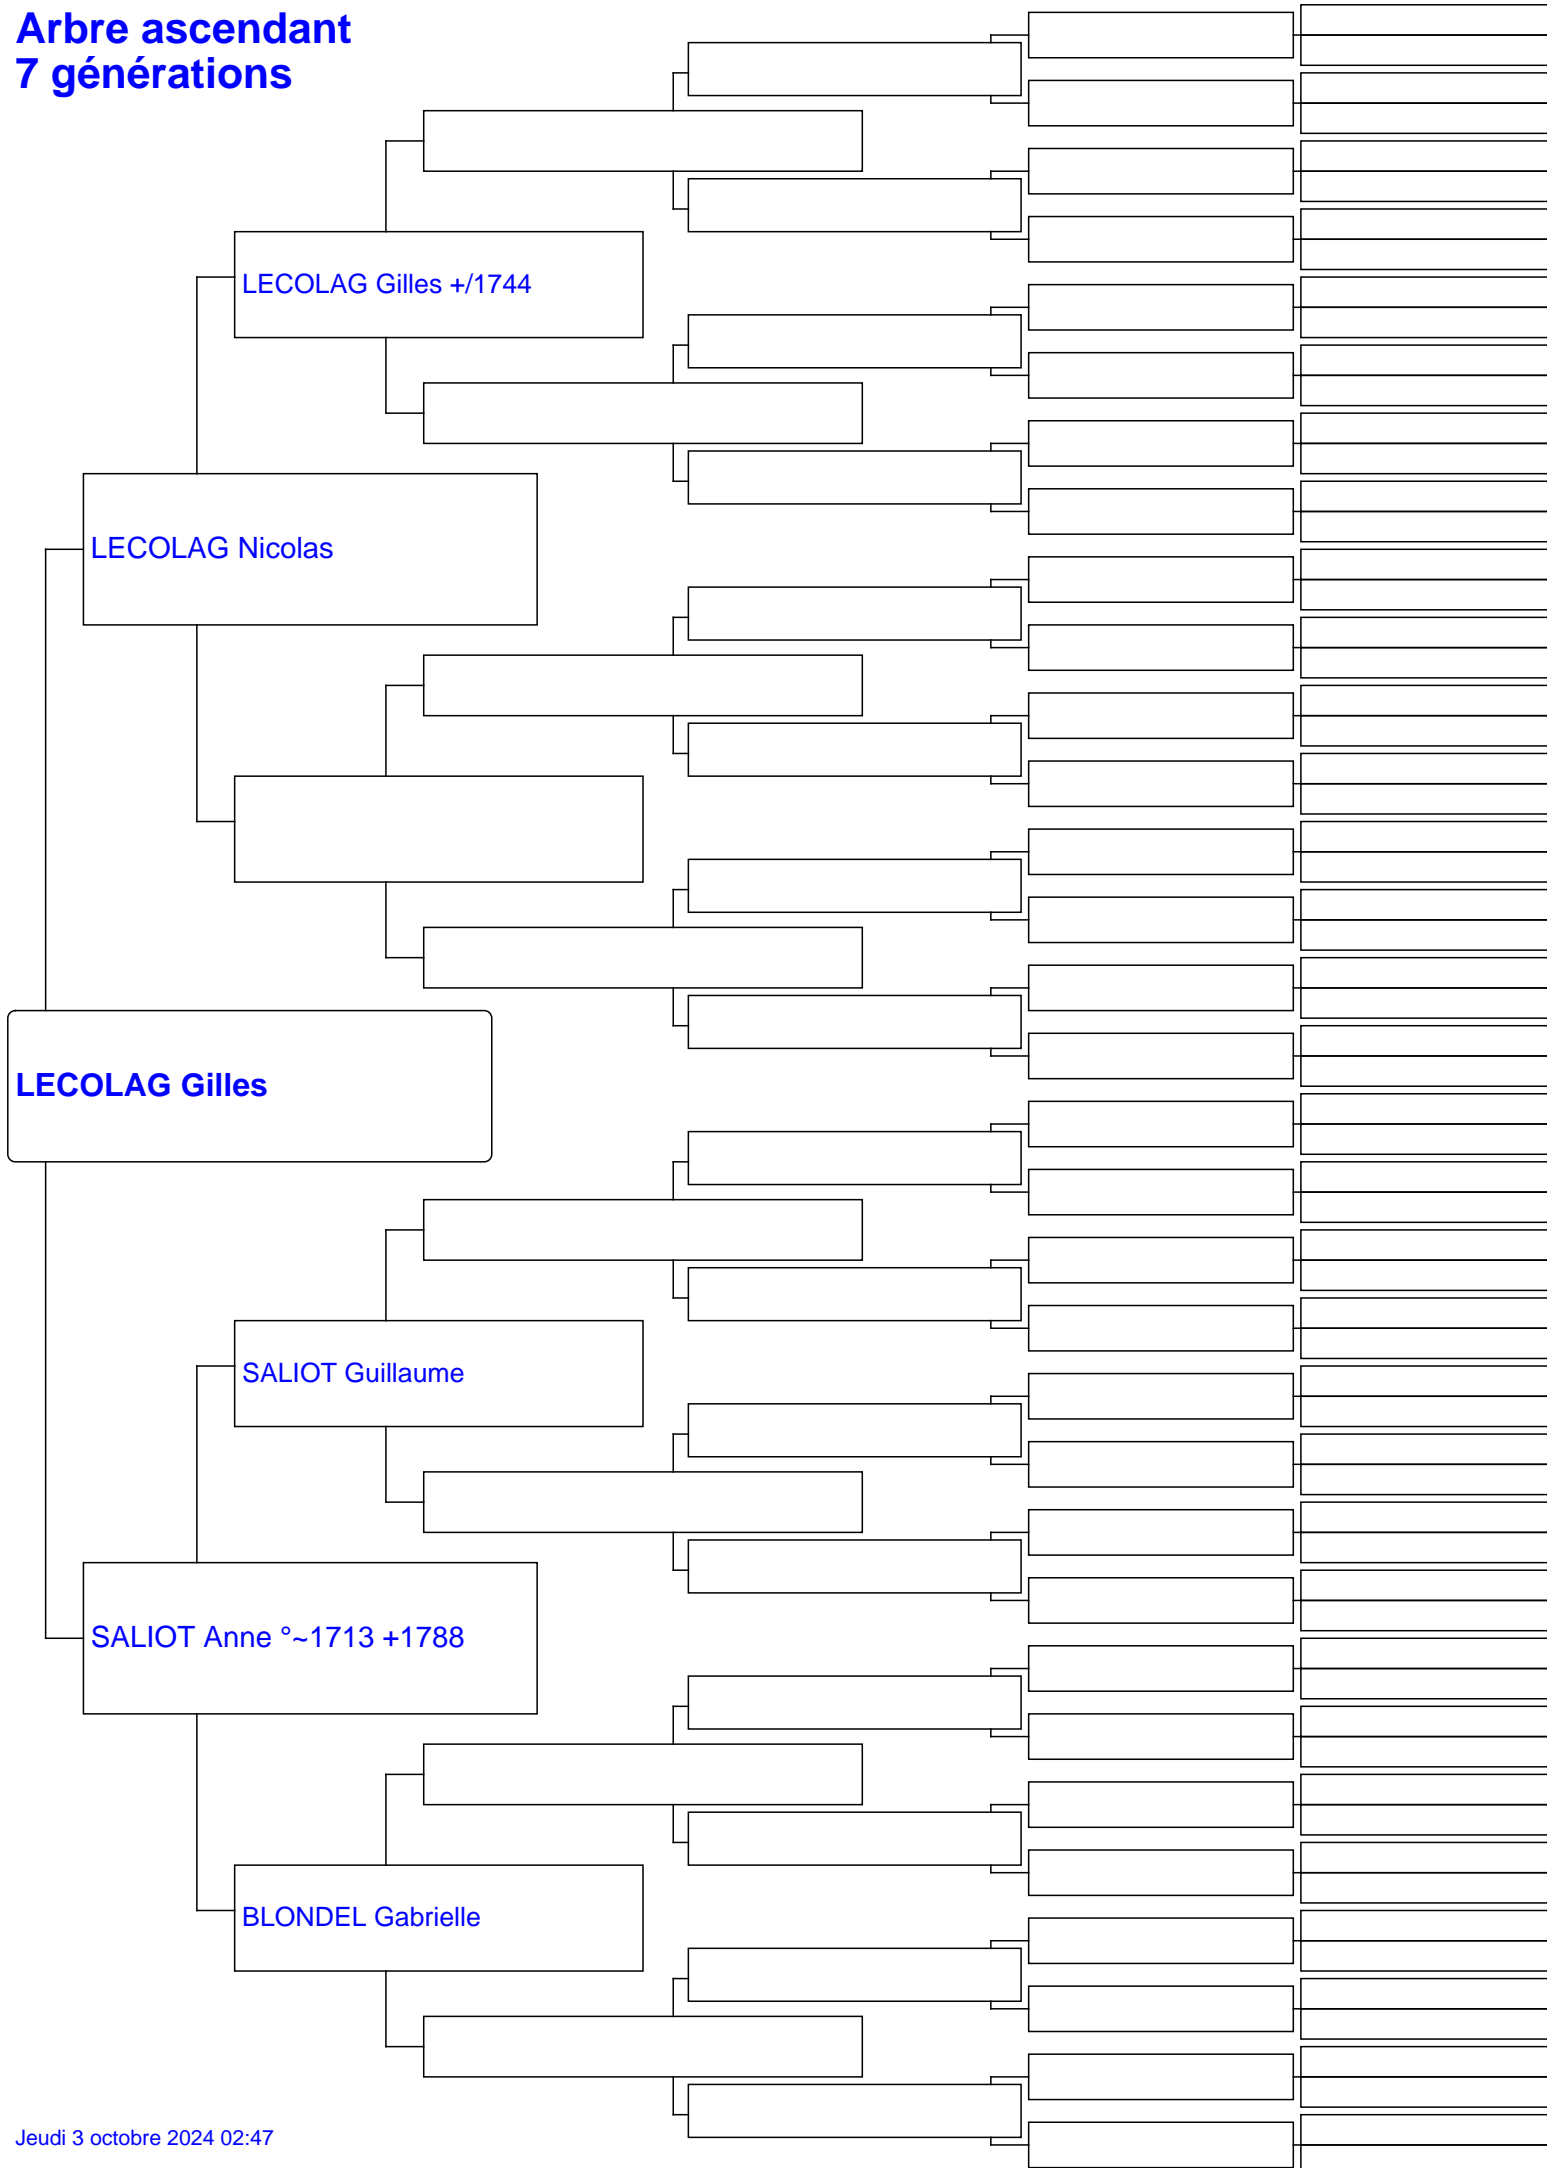 Arbre ascendant
7 générations
LECOLAG Gilles +/1744
LECOLAG Nicolas
LECOLAG Gilles
SALIOT Guillaume
SALIOT Anne °~1713 +1788
BLONDEL Gabrielle
Jeudi 3 octobre 2024 02:47